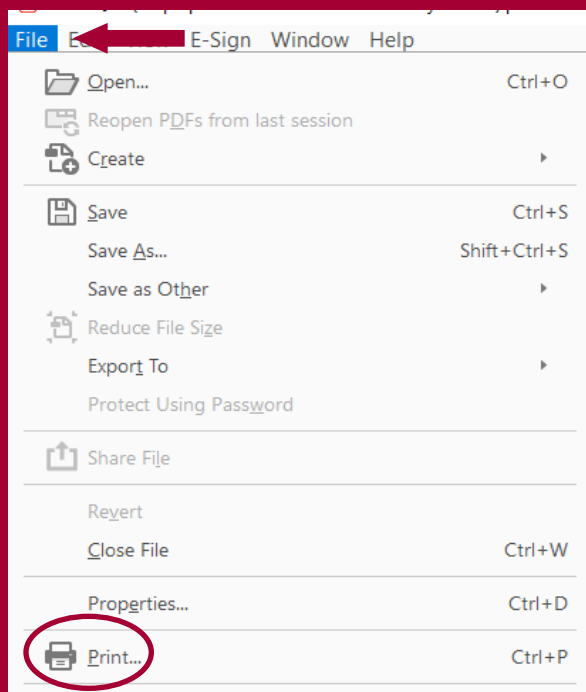 File E-Sign Window Help
Open... Ctrl+O
Reopen PDFs from last session
Create
Save Ctrl+S
Save As... Shift+Ctrl+S
Save as Other
Reduce File Size
Export To
Protect Using Password
Share File
Revert
Close File Ctrl+W
Properties... Ctrl+D
Print... Ctrl+P